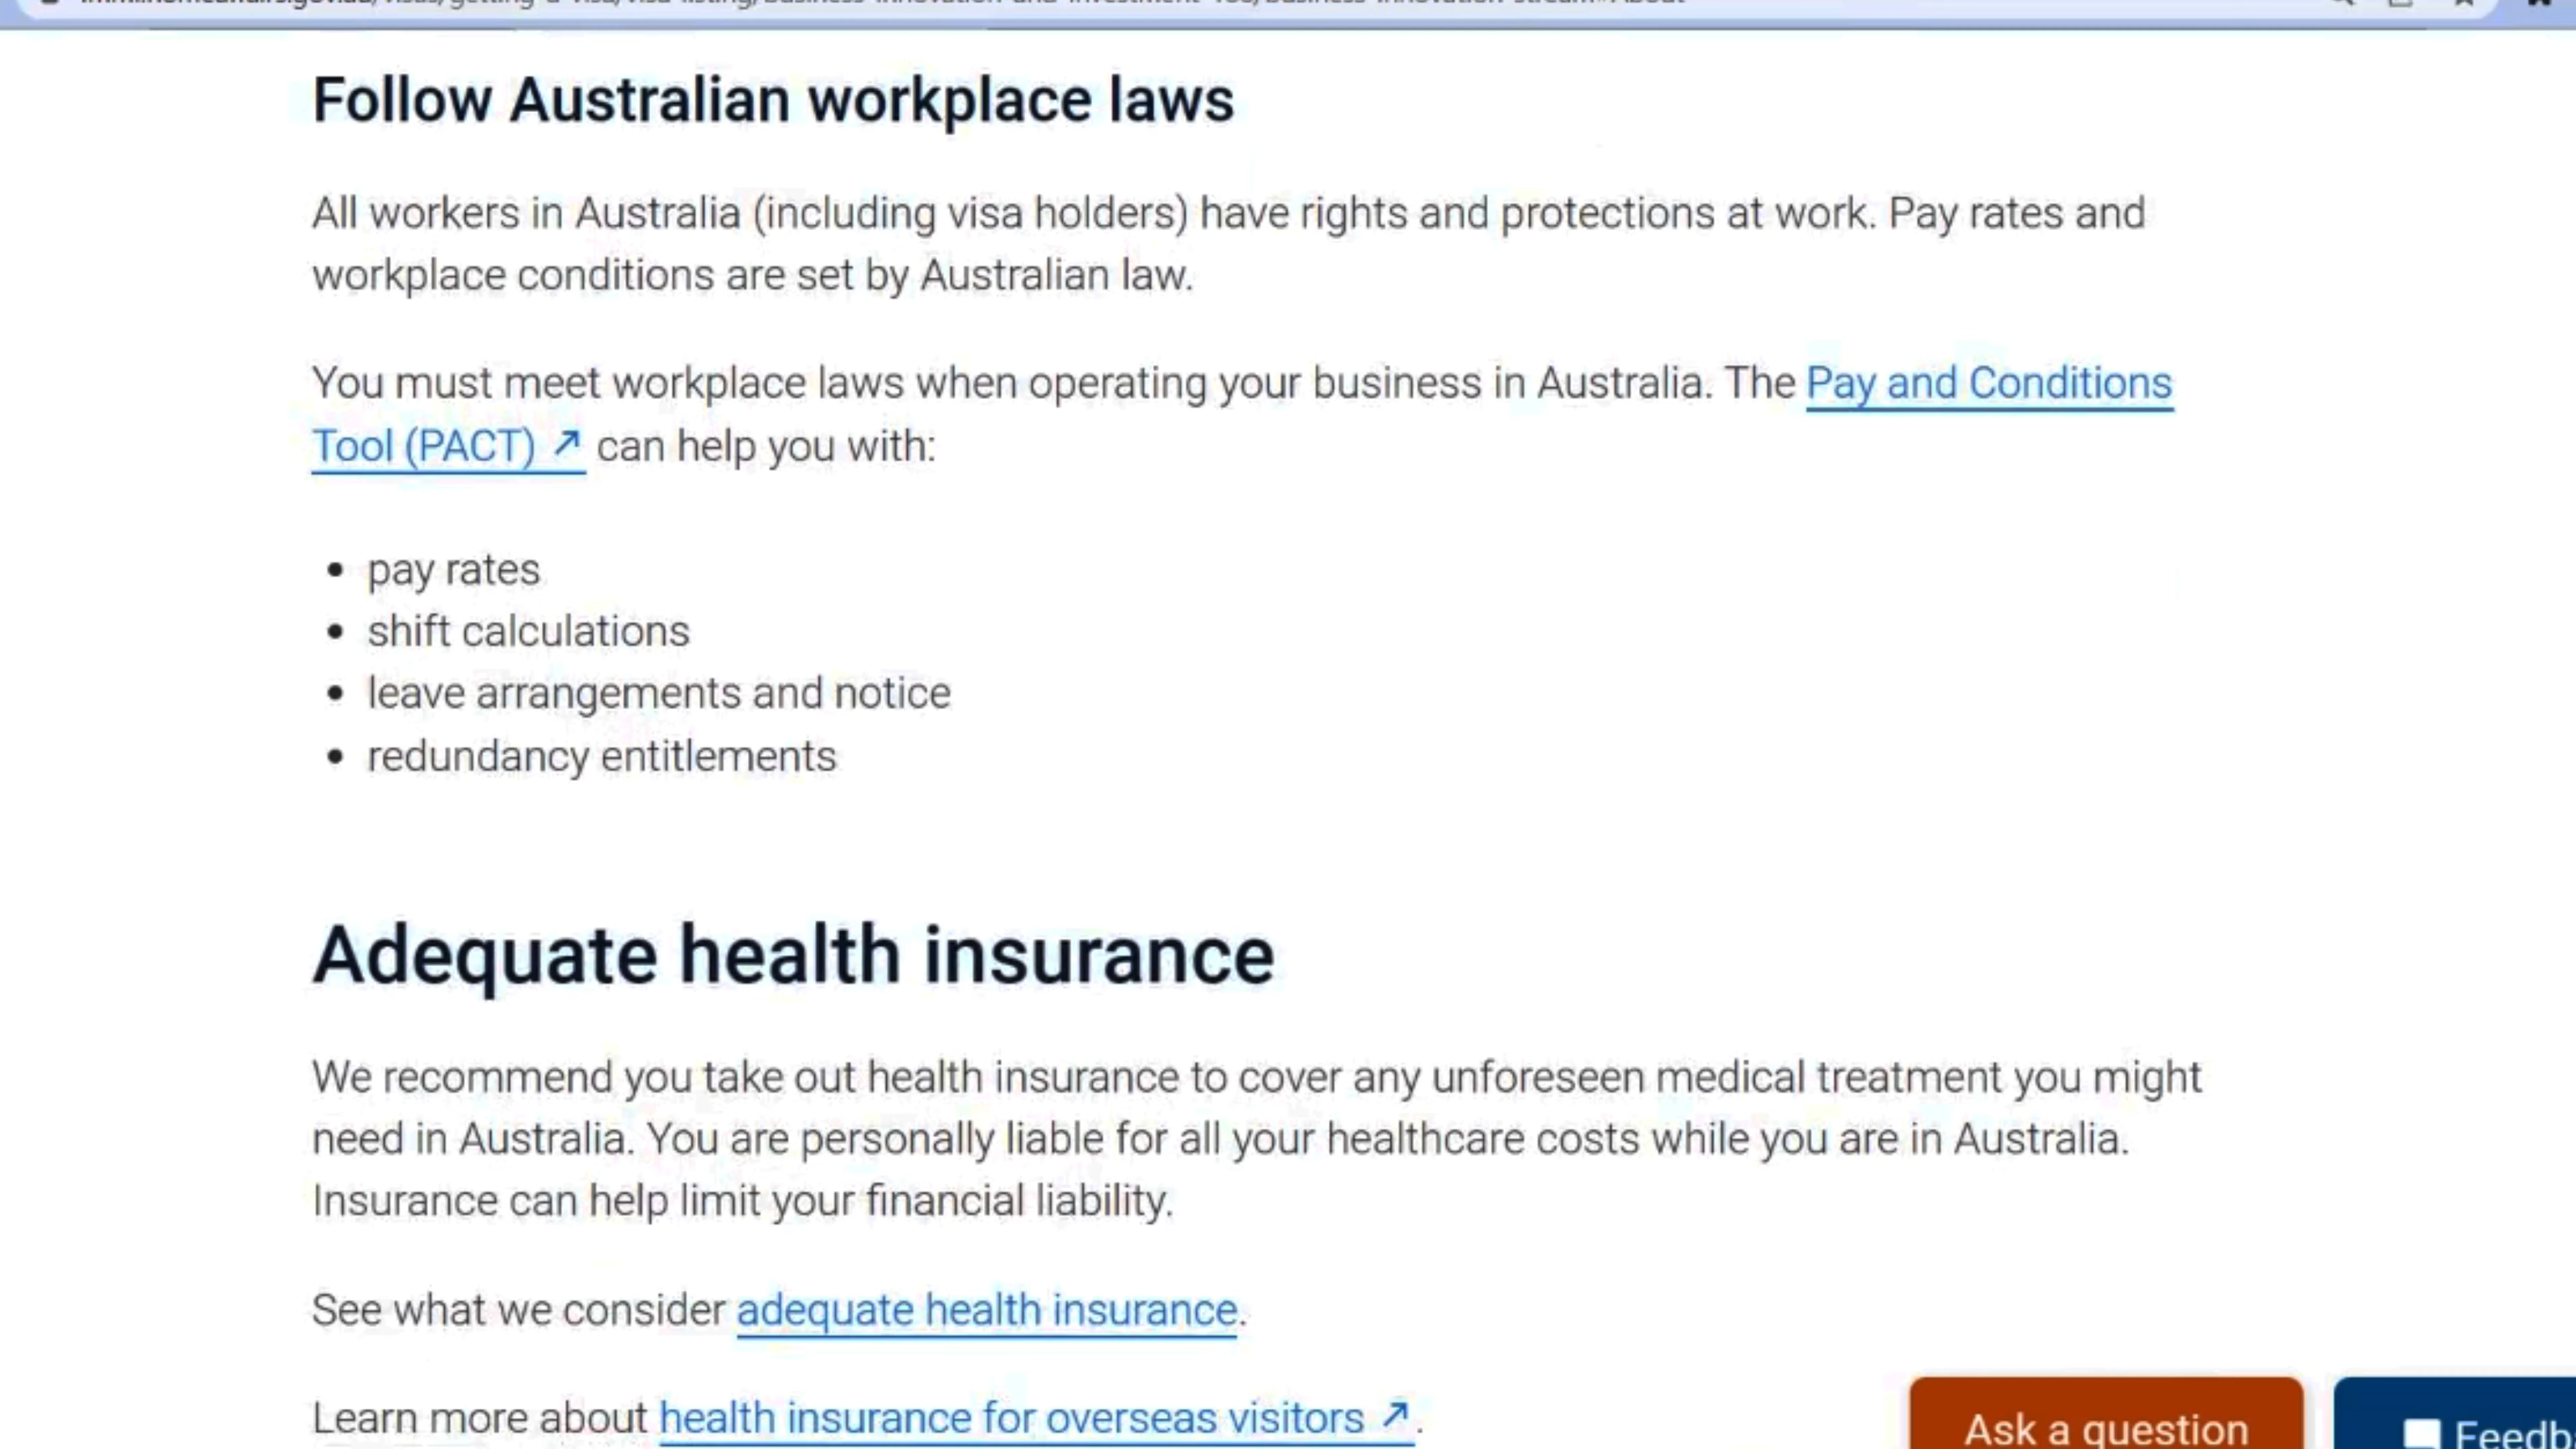 Follow Australian workplace laws
All workers in Australia (including visa holders) have rights and protections at work. Pay rates and
workplace conditions are set by Australian law.
You must meet workplace laws when operating your business in Australia. The Pay and Conditions
Tool (PACT) ↗ can help you with:
• pay rates
• shift calculations
• leave arrangements and notice
• redundancy entitlements
Adequate health insurance
We recommend you take out health insurance to cover any unforeseen medical treatment you might
need in Australia. You are personally liable for all your healthcare costs while you are in Australia.
Insurance can help limit your financial liability.
See what we consider adequate health insurance.
Learn more about health insurance for overseas visitors ↗.
Ask a question
Feedb